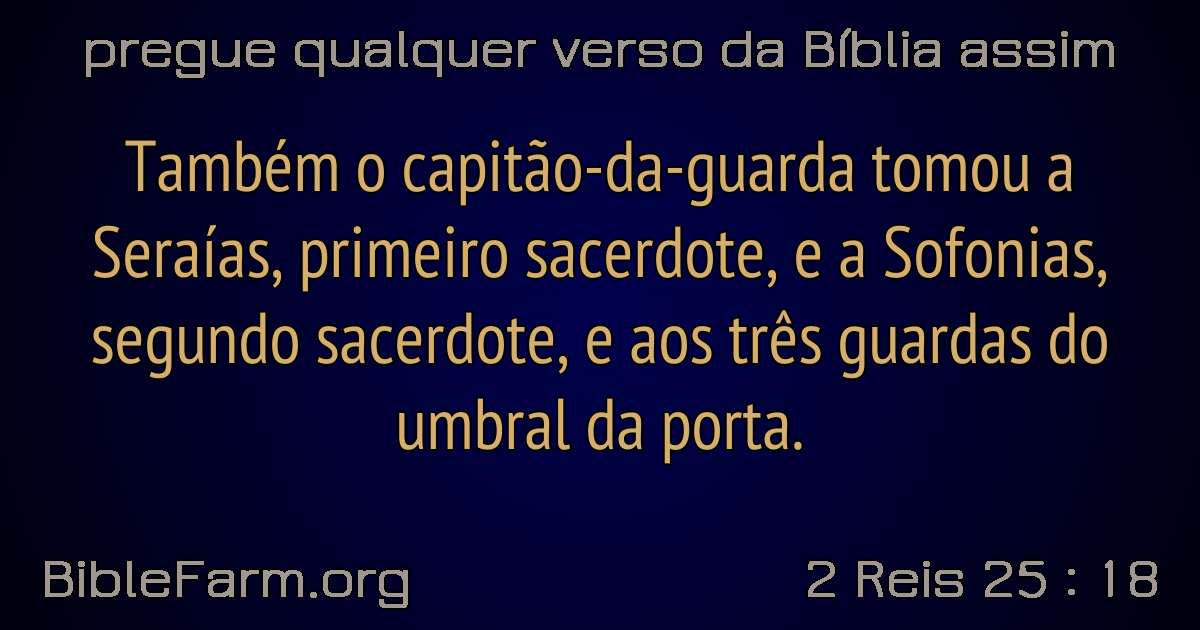 pregue qualquer verso da Bíblia assim
Também o capitão-da-guarda tomou a
Seraías, primeiro sacerdote, e a Sofonias,
segundo sacerdote, e aos três guardas do
umbral da porta.
BibleFarm.org
2 Reis 25 : 18